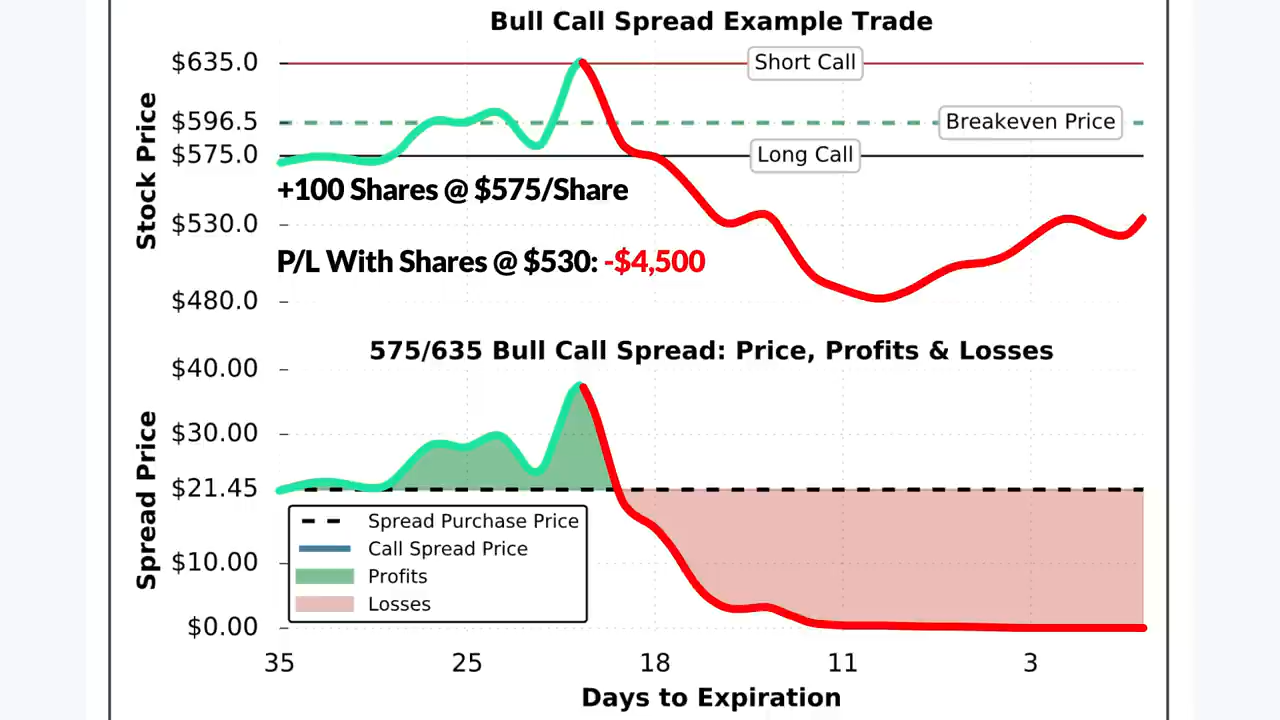 Bull Call Spread Example Trade
$635.0
Short Call
$596.5
Breakeven Price
$575.0
Long Call
Stock Price
+100 Shares @ $575/Share
$530.0
P/L With Shares @ $530: -$4,500
$480.0
575/635 Bull Call Spread: Price, Profits & Losses
$40.00
$30.00
$21.45
Spread Price
Spread Purchase Price
Call Spread Price
$10.00
Profits
Losses
$0.00
35 25 18 11 3
Days to Expiration